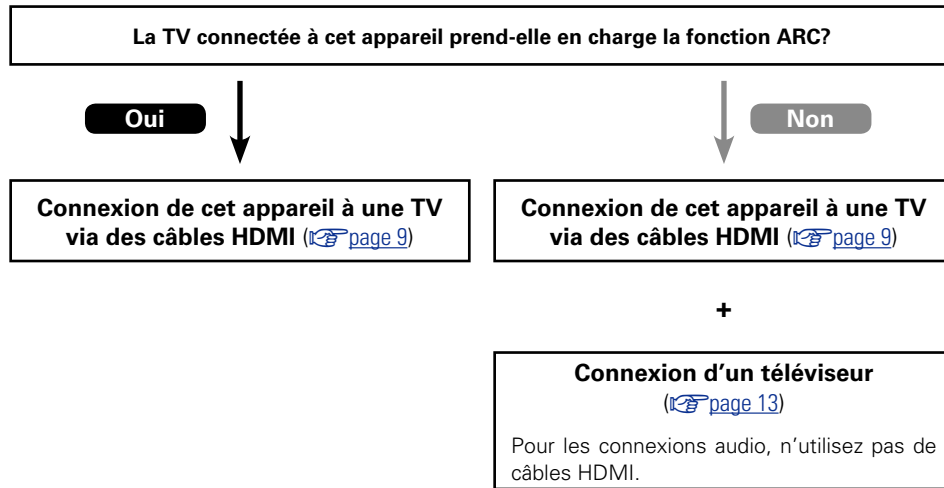 La TV connectée à cet appareil prend-elle en charge la fonction ARC?
Oui
Non
Connexion de cet appareil à une TV
via des câbles HDMI (page 9)
Connexion de cet appareil à une TV
via des câbles HDMI (page 9)
+
Connexion d’un téléviseur
(page 13)
Pour les connexions audio, n’utilisez pas de
câbles HDMI.